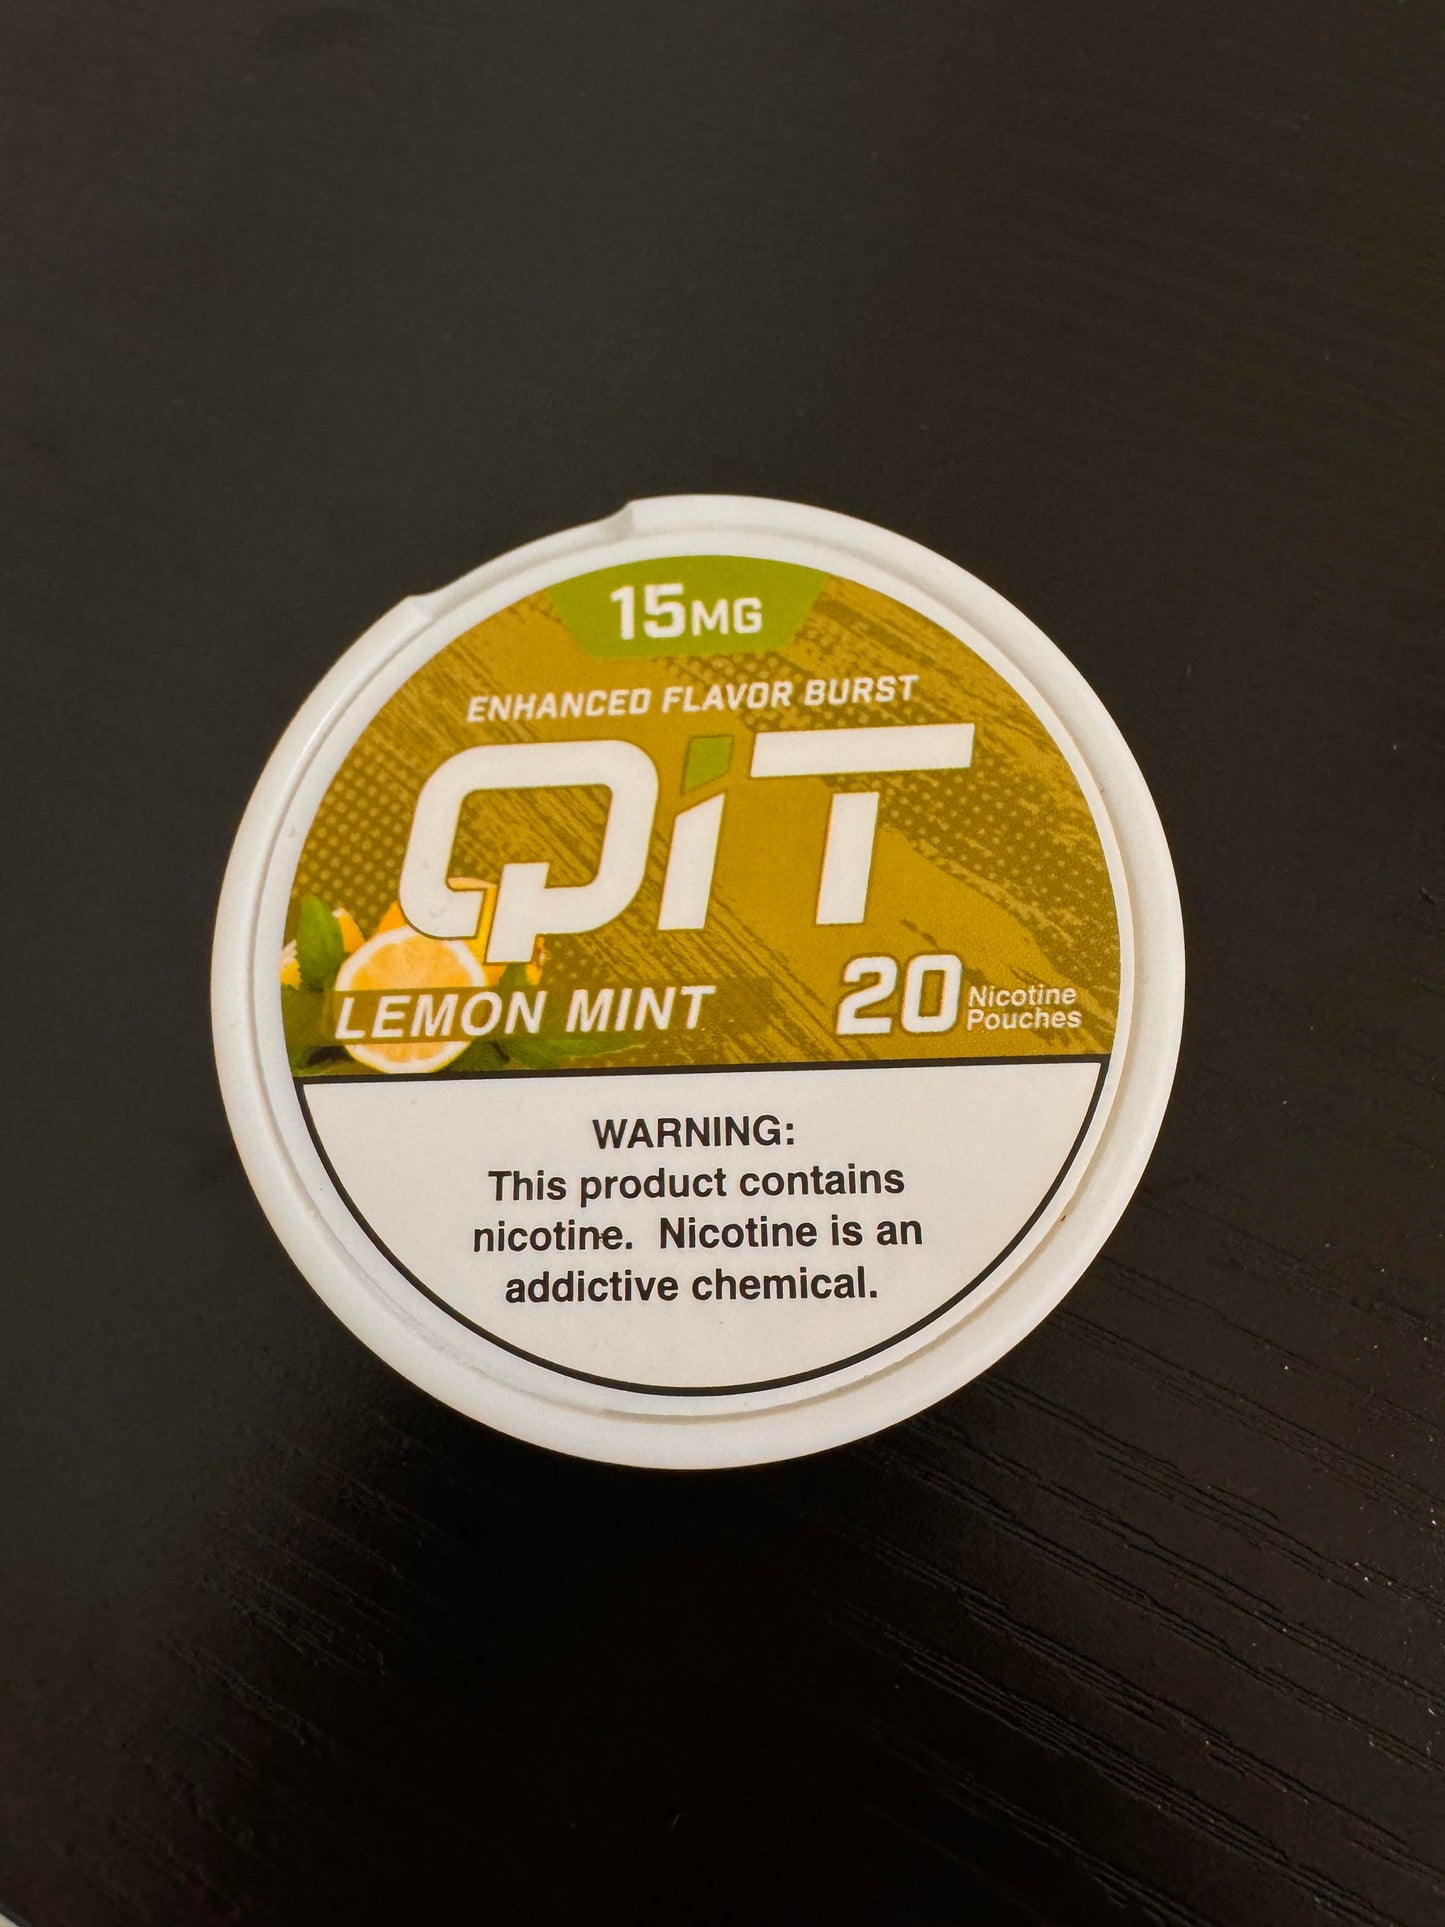 15MG
ENHANCED FLAVOR BURST
QiT
LEMON MINT
20 Nicotine
Pouches
WARNING:
This product contains
nicotine. Nicotine is an
addictive chemical.